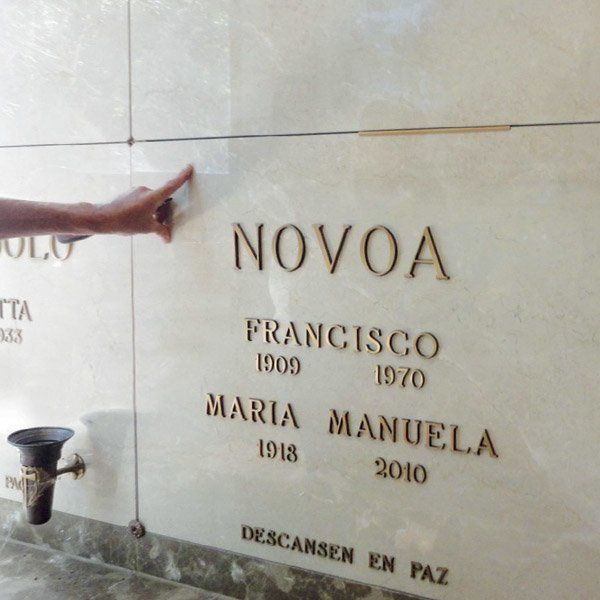 NOVOA
FRANCISCO
1909 1970
MARIA MANUELA
1918 2010
DESCANSEN EN PAZ